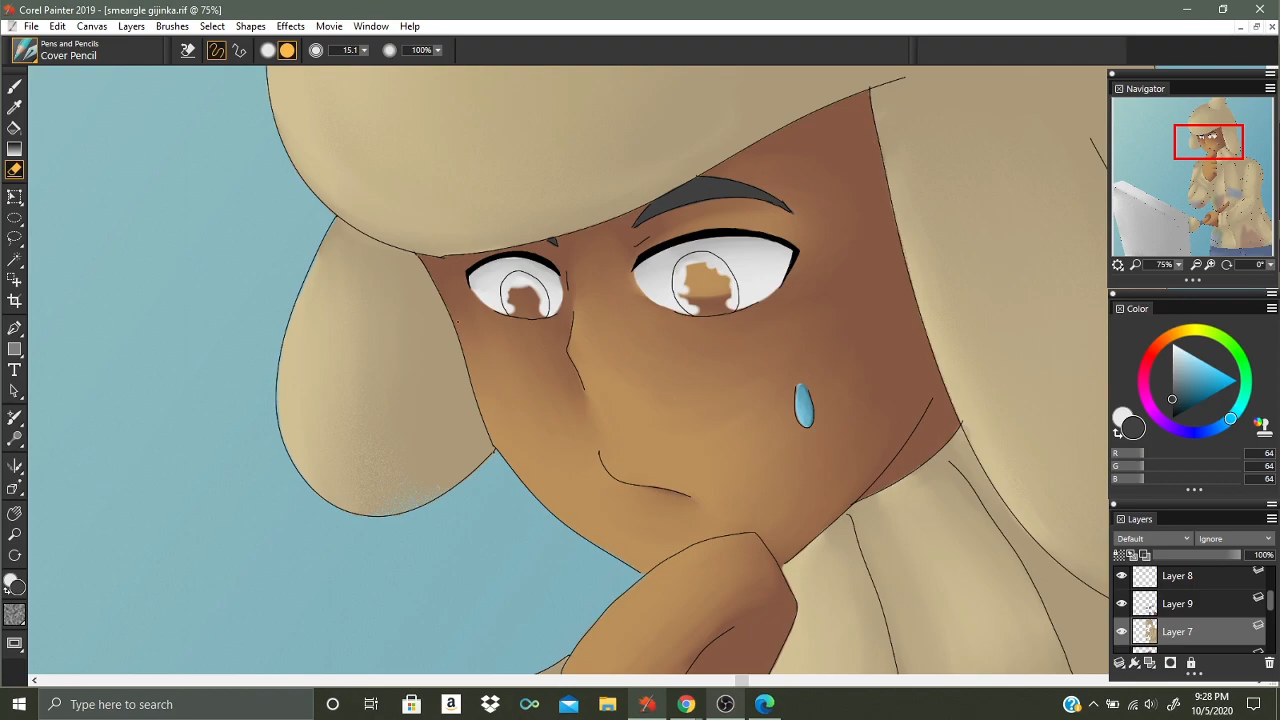 Corel Painter 2019 - [smeargle gijinka.rif @ 75%]
File Edit Canvas Layers Brushes Select Shapes Effects Movie Window Help
Pens and Pencils
Cover Pencil
15.1
100%
Navigator
75%
0°
Color
R 64
G 64
B 64
Layers
Default Ignore
100%
Layer 8
Layer 9
Layer 7
Type here to search
9:28 PM
10/5/2020